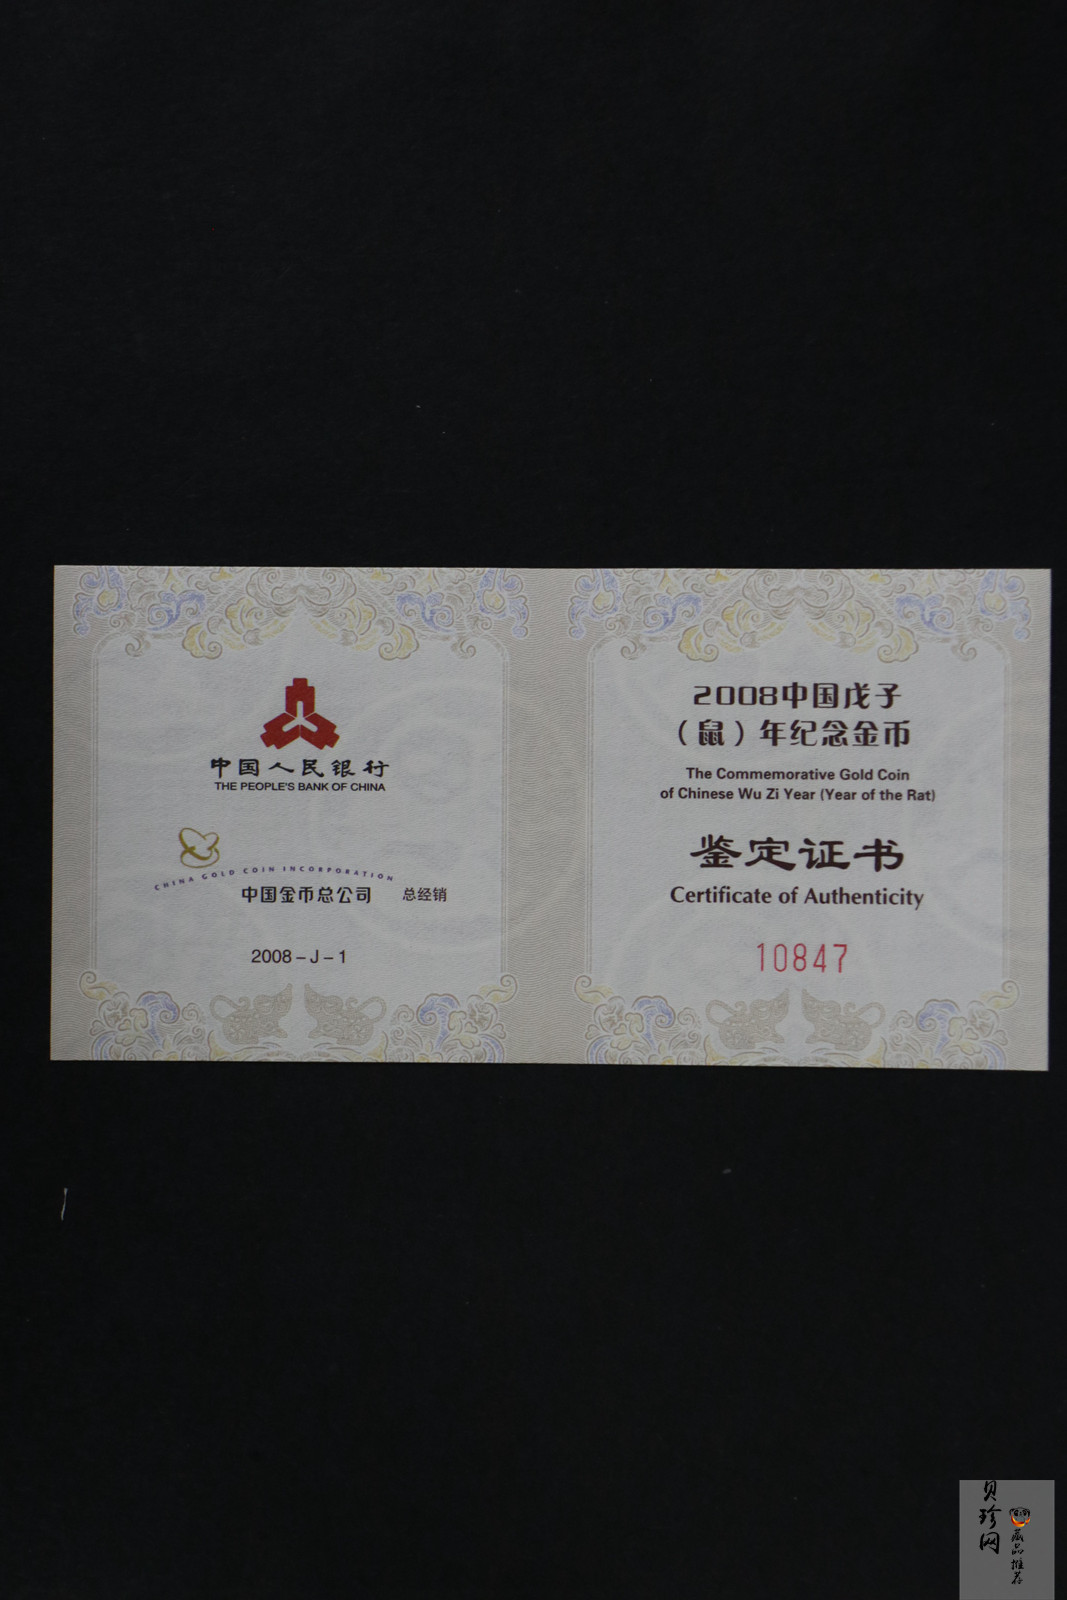 中国人民银行
THE PEOPLE'S BANK OF CHINA
CHINA GOLD COIN INCORPORATION
中国金币总公司 总经销
2008-J-1
2008中国戊子
（鼠）年纪念金币
The Commemorative Gold Coin
of Chinese Wu Zi Year (Year of the Rat)
鉴定证书
Certificate of Authenticity
10847
贝珍网
藏品推荐